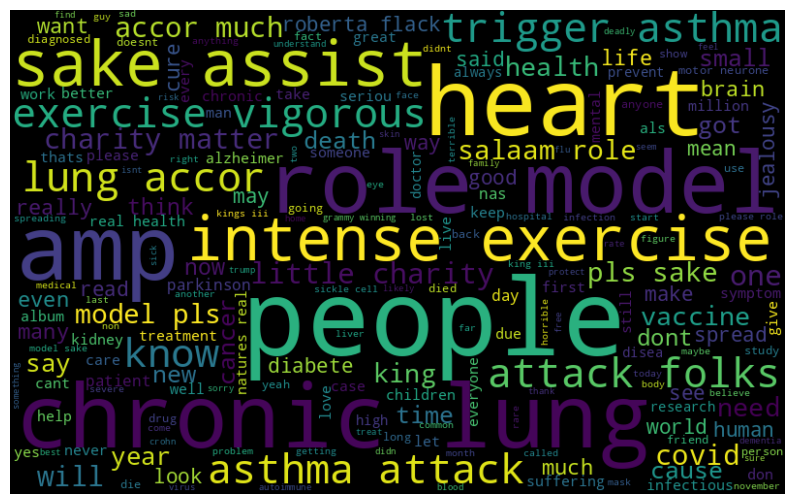 find guy sad want accor much roberta flack trigger asthma
diagnosed doesnt fact great deadly feel
sake assist cure understand didnt said life small
anything health always prevent show motor neurone
work better chronic take seriou heart brain
exercise vigorous risk man face mental anyone million
charity matter skin death way als got
thats please right alzheimer someone salaam role mean jealousy
lung accor isnt two doctor flu terrible family seem use
really think eye may role model good nas
spreading real health kings iii going grammy winning lost keep hospital infection start please role
amp home live back intense exercise rate figure
medical sick trump now little charity king iii pls sake one
read parkinson sickle cell died day first protect make symptom
even last another likely horrible due free still give
album non model pls natures real people vaccine
many kidney treatment cancer liver far dont spread maybe study
model sake know diabete attack folks today
say care yeah king everyone see disea body believe
cant patient new well love case children time research need
something severe sorry chronic lung common rare thank world human
help drug come high long let friend dementia
yes best never crohn problem treat getting didn month called covid person
year will look asthma attack much cause sure
die virus autoimmune blood suffering mask infectious don november